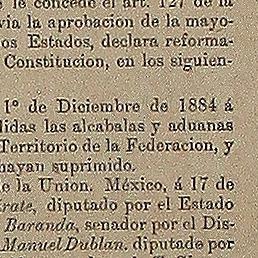 le concede el art. 127 de la
via la aprobacion de la mayo-
os Estados, declara reforma-
Constitucion, en los siguien-
1º de Diciembre de 1884 á
lidas las alcabalas y aduanas
Territorio de la Federacion, y
hayan suprimido.
e la Union. México, á 17 de
rate, diputado por el Estado
Baranda, senador por el Dis-
Manuel Dublan, diputado por